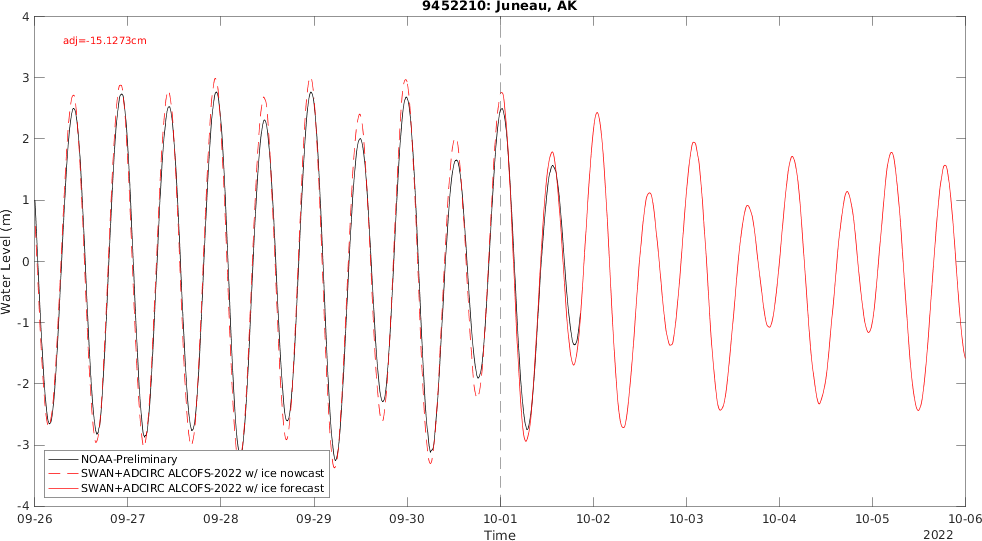 9452210: Juneau, AK
adj=-15.1273cm
4
3
2
1
0
-1
-2
-3
-4
Water Level (m)
NOAA-Preliminary
SWAN+ADCIRC ALCOFS-2022 w/ ice nowcast
SWAN+ADCIRC ALCOFS-2022 w/ ice forecast
09-26 09-27 09-28 09-29 09-30 10-01 10-02 10-03 10-04 10-05 10-06
Time
2022